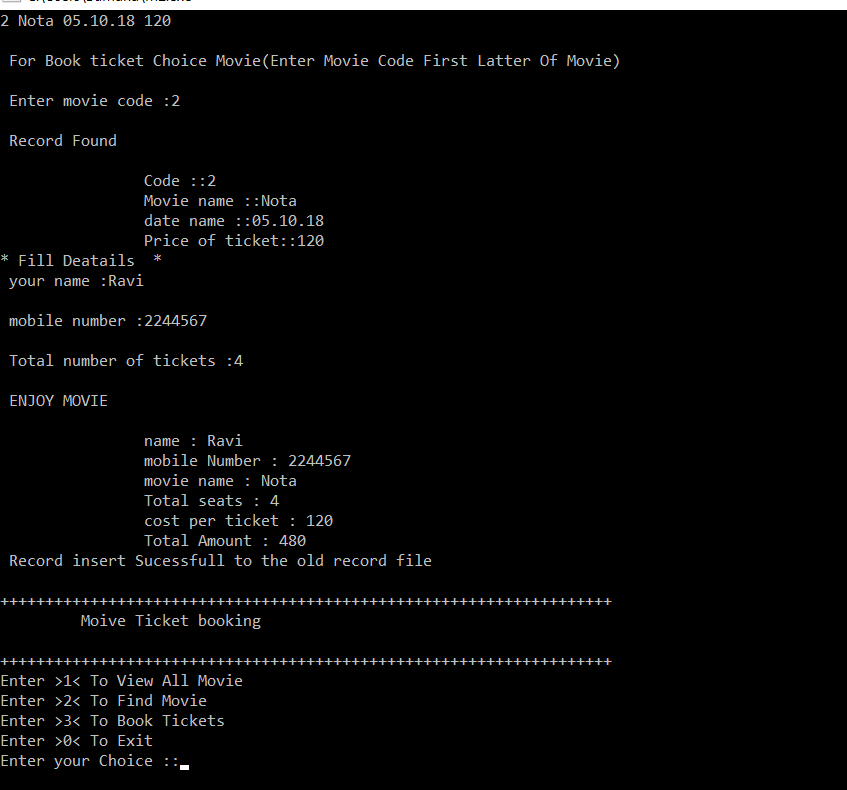 2 Nota 05.10.18 120
For Book ticket Choice Movie(Enter Movie Code First Latter Of Movie)
Enter movie code :2
Record Found
Code ::2
Movie name ::Nota
date name ::05.10.18
Price of ticket::120
* Fill Deatails  *
your name :Ravi
mobile number :2244567
Total number of tickets :4
ENJOY MOVIE
name : Ravi
mobile Number : 2244567
movie name : Nota
Total seats : 4
cost per ticket : 120
Total Amount : 480
Record insert Sucessfull to the old record file
++++++++++++++++++++++++++++++++++++++++++++++++++++++++++++++++++++
Moive Ticket booking
++++++++++++++++++++++++++++++++++++++++++++++++++++++++++++++++++++
Enter >1< To View All Movie
Enter >2< To Find Movie
Enter >3< To Book Tickets
Enter >0< To Exit
Enter your Choice ::